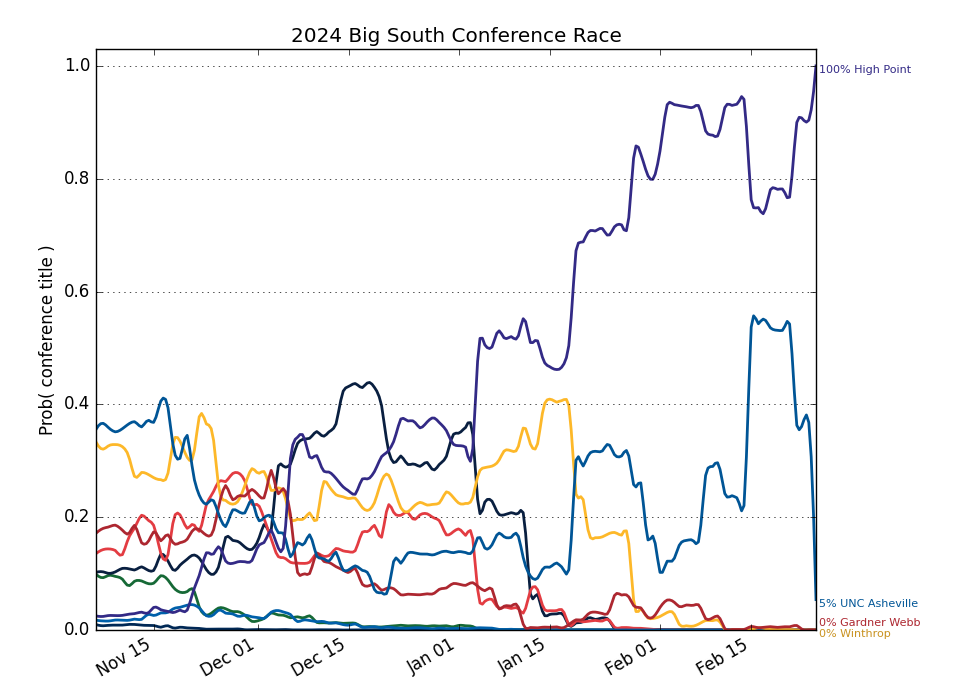 2024 Big South Conference Race
1.0
0.8
0.6
0.4
0.2
0.0
Prob( conference title )
100% High Point
5% UNC Asheville
0% Gardner Webb
0% Winthrop
Nov 15
Dec 01
Dec 15
Jan 01
Jan 15
Feb 01
Feb 15